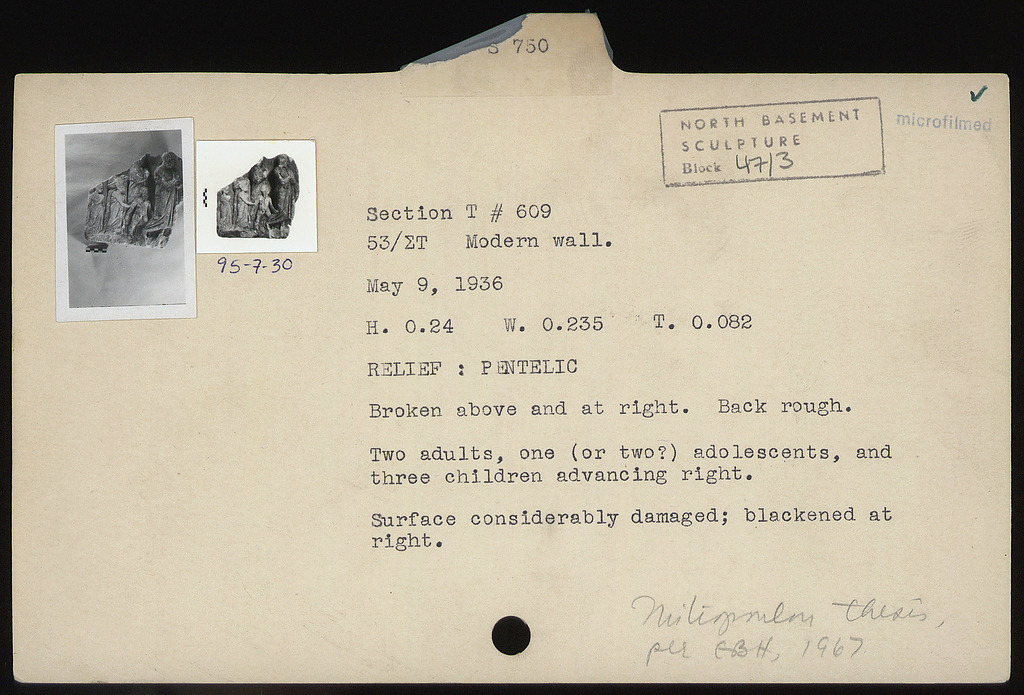 S 750
NORTH BASEMENT
SCULPTURE
Block 47/3
microfilmed
95-7-30
Section T # 609
53/ΣΤ Modern wall.
May 9, 1936
H. 0.24 W. 0.235 T. 0.082
RELIEF : PENTELIC
Broken above and at right. Back rough.
Two adults, one (or two?) adolescents, and
three children advancing right.
Surface considerably damaged; blackened at
right.
thesis,
per EBH, 1967